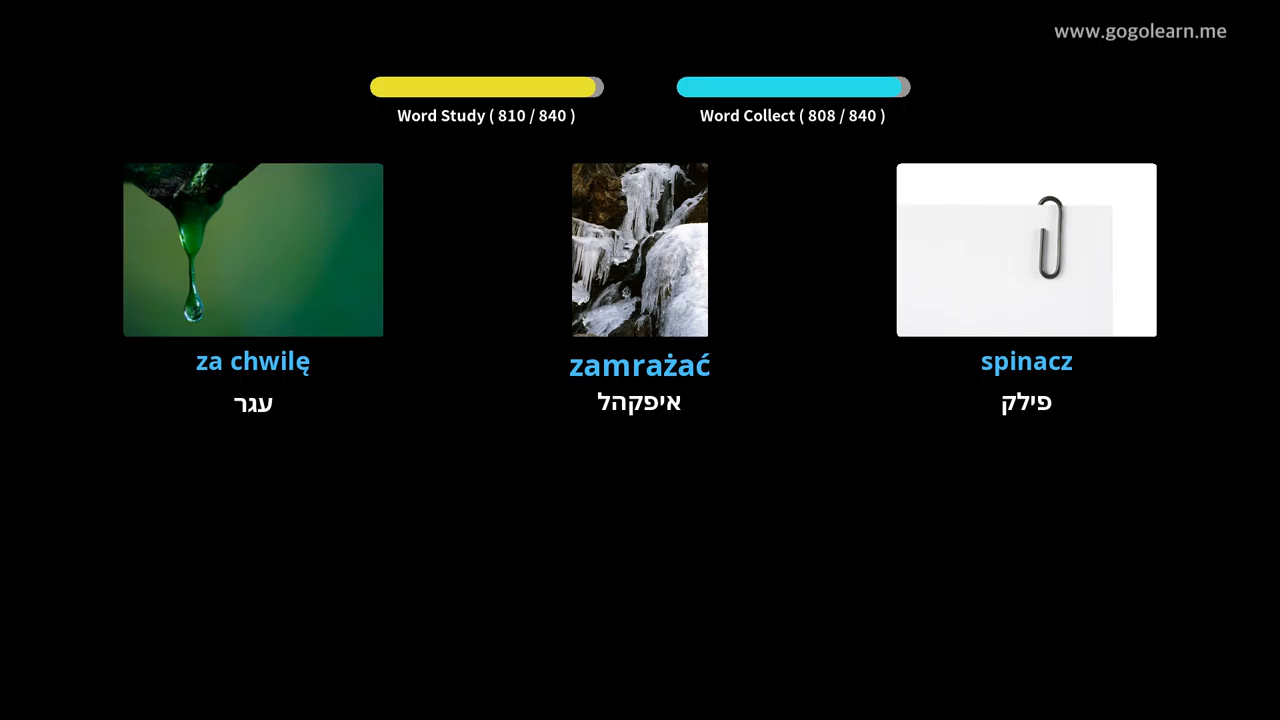 www.gogolearn.me
Word Study ( 810 / 840 )
Word Collect ( 808 / 840 )
za chwilę
עגר
zamrażać
איפקהל
spinacz
פילק